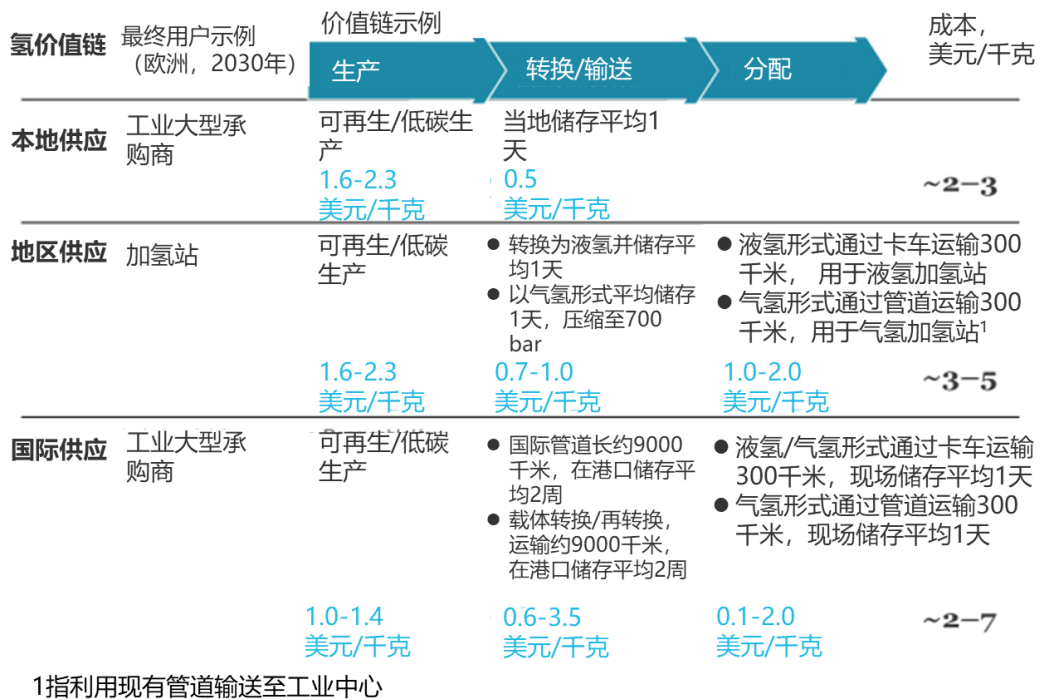 氢价值链
最终用户示例
（欧洲，2030年）
价值链示例
生产
转换/输送
分配
成本，
美元/千克
本地供应
工业大型承
购商
可再生/低碳生
产
1.6-2.3
美元/千克
当地储存平均1
天
0.5
美元/千克
~2–3
地区供应
加氢站
可再生/低碳
生产
1.6-2.3
美元/千克
● 转换为液氢并储存平
均1天
● 以气氢形式平均储存
1天，压缩至700
bar
0.7-1.0
美元/千克
● 液氢形式通过卡车运输300
千米， 用于液氢加氢站
● 气氢形式通过管道运输300
千米，用于气氢加氢站¹
1.0-2.0
美元/千克
~3–5
国际供应
工业大型承
购商
可再生/低碳
生产
1.0-1.4
美元/千克
● 国际管道长约9000
千米，在港口储存平
均2周
● 载体转换/再转换，
运输约9000千米，
在港口储存平均2周
0.6-3.5
美元/千克
● 液氢/气氢形式通过卡车运输
300千米，现场储存平均1天
● 气氢形式通过管道运输300
千米，现场储存平均1天
0.1-2.0
美元/千克
~2–7
1指利用现有管道输送至工业中心